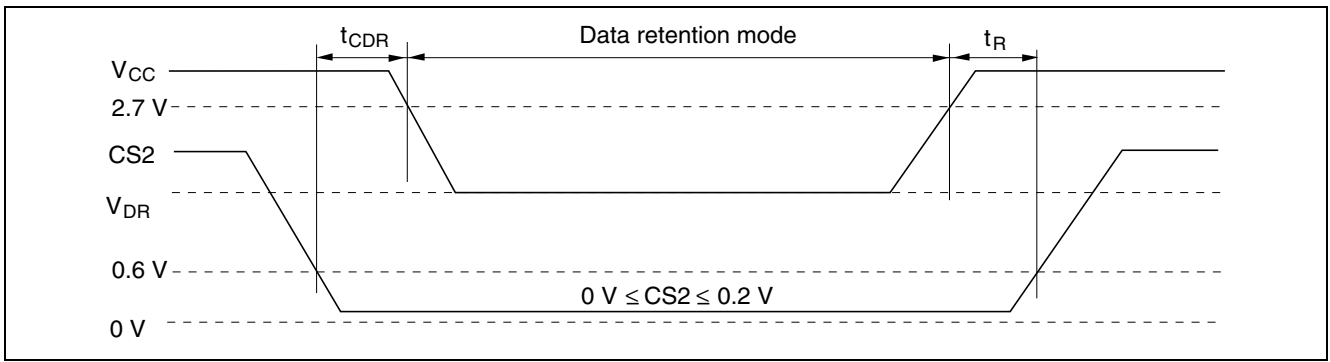 tCDR
Data retention mode
tR
VCC
2.7 V
CS2
VDR
0.6 V
0 V ≤ CS2 ≤ 0.2 V
0 V